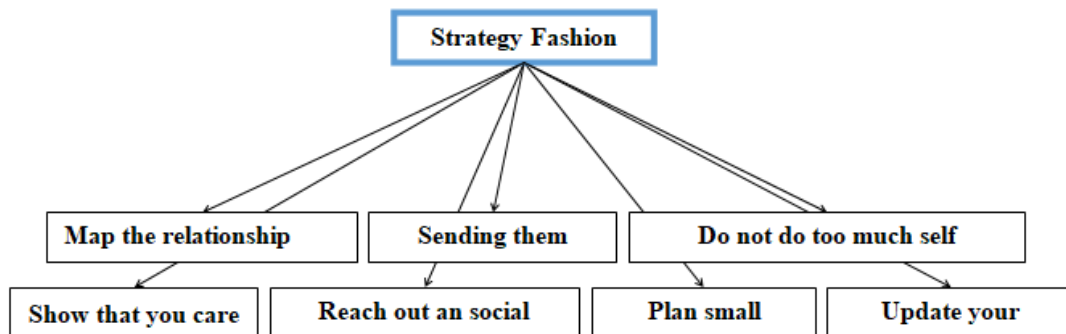 Strategy Fashion
Map the relationship
Sending them
Do not do too much self
Show that you care
Reach out an social
Plan small
Update your